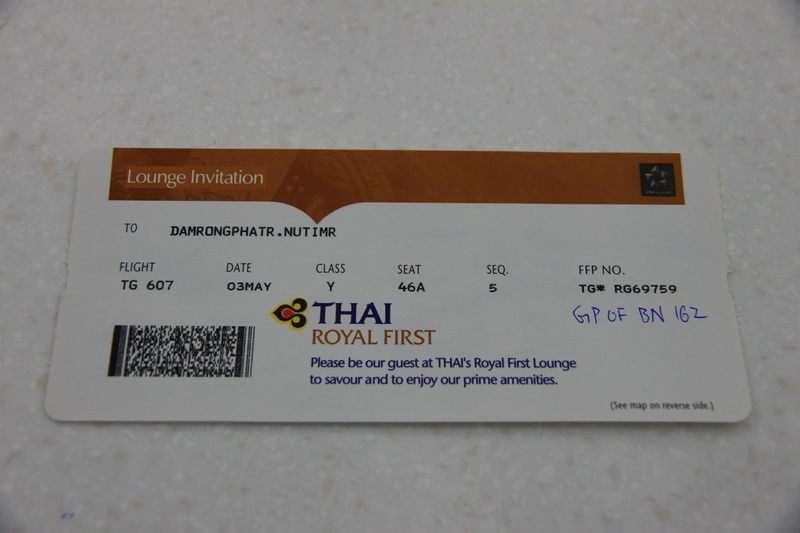 Lounge Invitation
TO DAMRONGPHATR.NUTIMR
FLIGHT DATE CLASS SEAT SEQ. FFP NO.
TG 607 03MAY Y 46A 5 TG* RG69759
GP OF BN 162
THAI
ROYAL FIRST
Please be our guest at THAI's Royal First Lounge
to savour and to enjoy our prime amenities.
(See map on reverse side.)